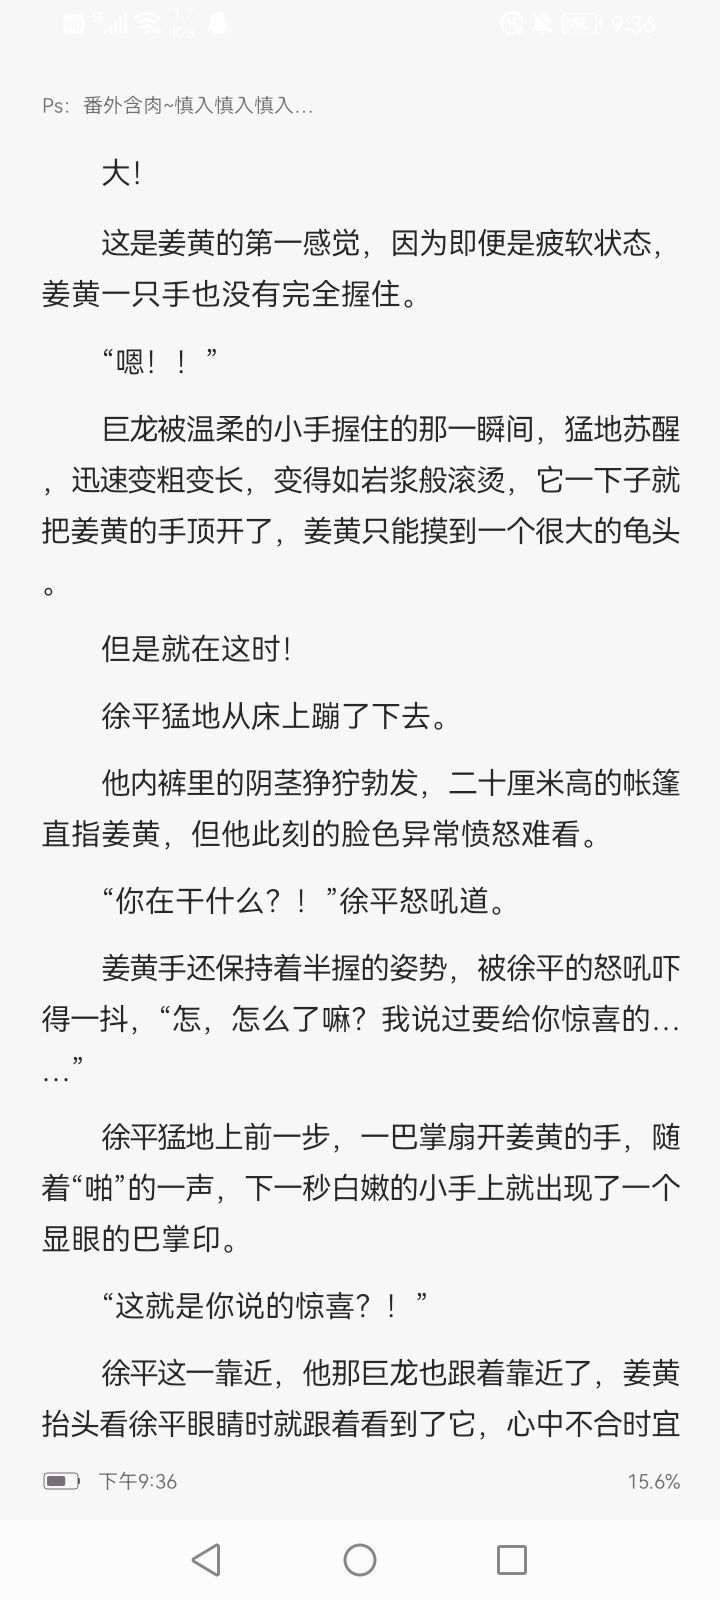 HD 5G 1.7 K/s 65 9:36
Ps：番外含肉~慎入慎入慎入...
大！
这是姜黄的第一感觉，因为即便是疲软状态，
姜黄一只手也没有完全握住。
“嗯！！”
巨龙被温柔的小手握住的那一瞬间，猛地苏醒
，迅速变粗变长，变得如岩浆般滚烫，它一下子就
把姜黄的手顶开了，姜黄只能摸到一个很大的龟头
。
但是就在这时！
徐平猛地从床上蹦了下去。
他内裤里的阴茎狰狞勃发，二十厘米高的帐篷
直指姜黄，但他此刻的脸色异常愤怒难看。
“你在干什么？！”徐平怒吼道。
姜黄手还保持着半握的姿势，被徐平的怒吼吓
得一抖，“怎，怎么了嘛？我说过要给你惊喜的...
...”
徐平猛地上前一步，一巴掌扇开姜黄的手，随
着“啪”的一声，下一秒白嫩的小手上就出现了一个
显眼的巴掌印。
“这就是你说的惊喜？！”
徐平这一靠近，他那巨龙也跟着靠近了，姜黄
抬头看徐平眼睛时就跟着看到了它，心中不合时宜
下午9:36 15.6%